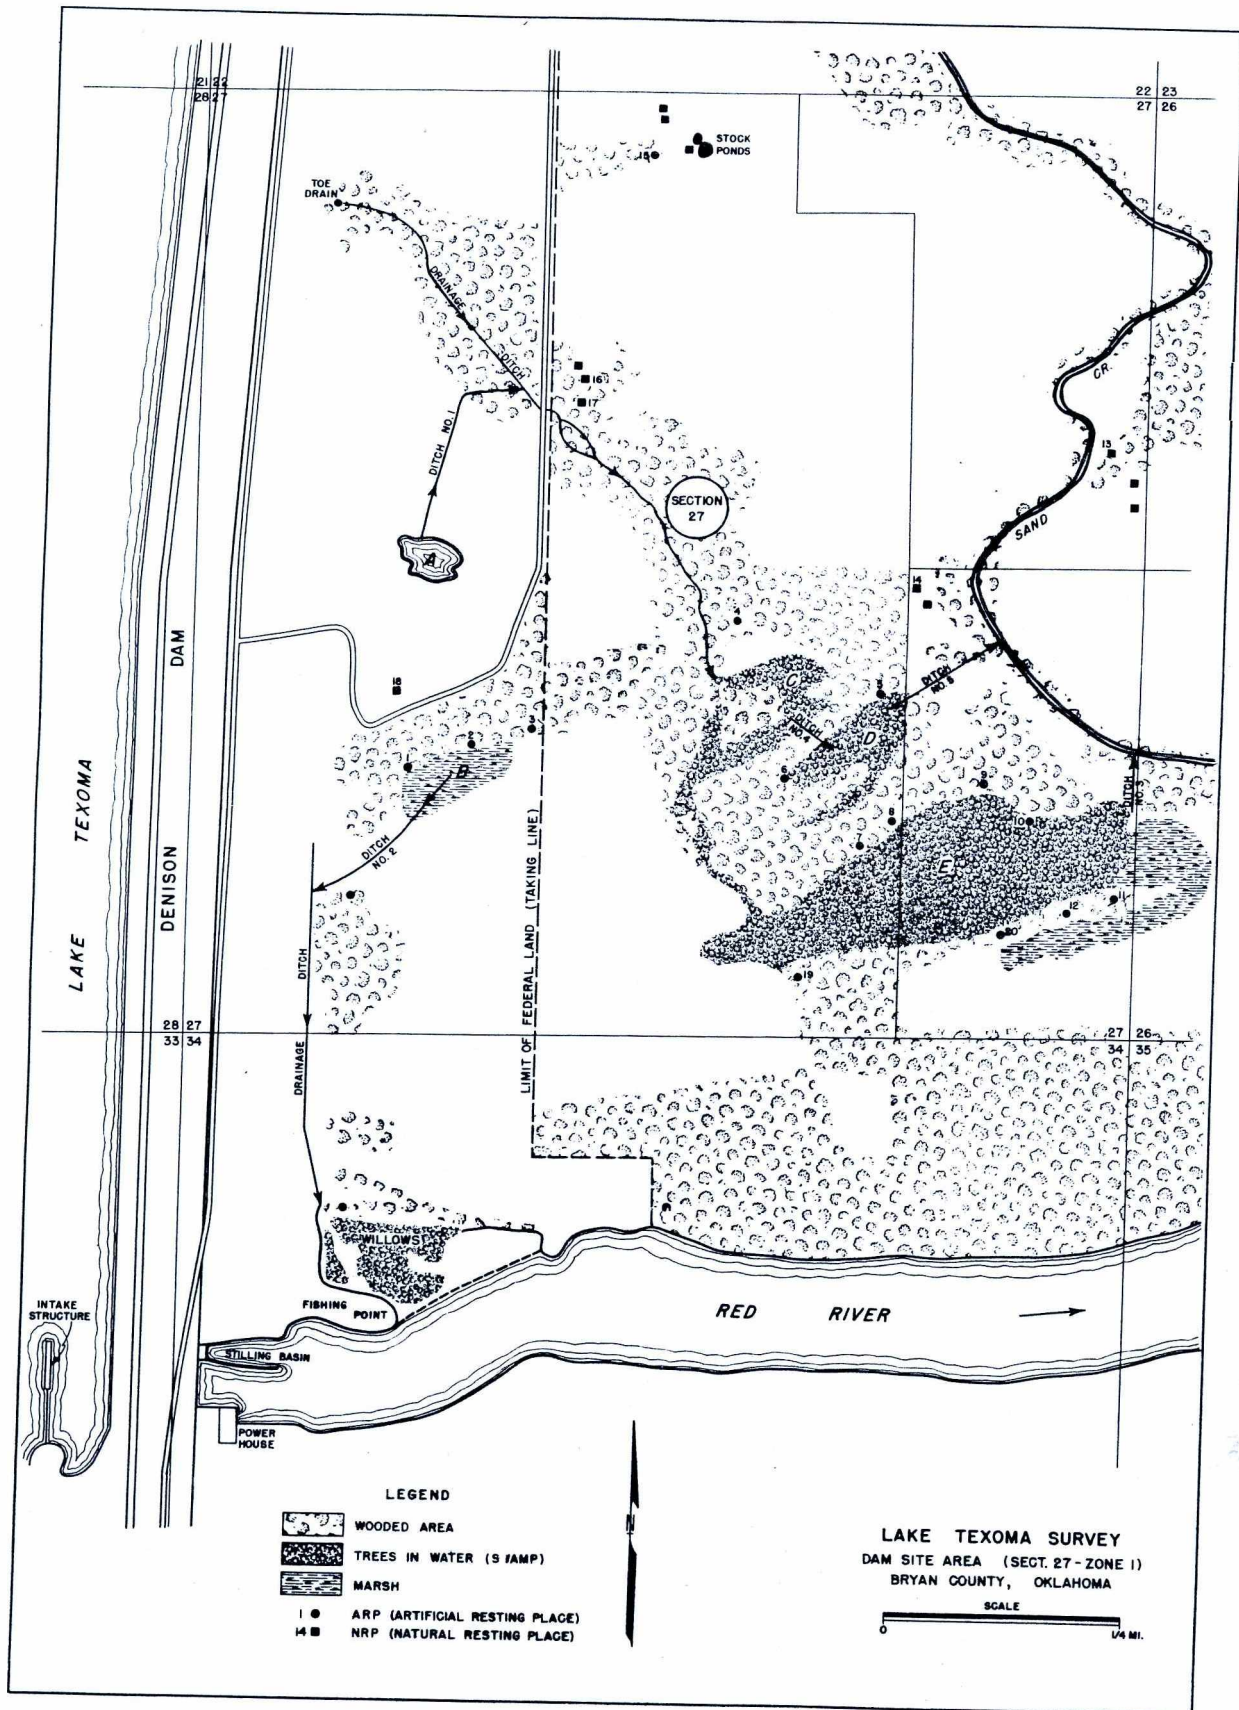 21 22
28 27
22 23
27 26
STOCK
PONDS
15
TOE
DRAIN
DRAINAGE
DITCH
16
17
DITCH NO. 1
SECTION
27
CR.
SAND
13
A
14
4
DAM
18
C
5
DITCH
NO. 5
3
2
DITCH
NO. 4
D
B
6
9
DITCH
NO. 3
LAKE TEXOMA
DENISON
DITCH
NO. 2
8
10
7
E
11
12
20
19
DRAINAGE DITCH
LIMIT OF FEDERAL LAND (TAKING LINE)
28 27
33 34
27 26
34 35
WILLOWS
INTAKE
STRUCTURE
FISHING
POINT
RED RIVER
STILLING BASIN
POWER
HOUSE
N
LEGEND
WOODED AREA
TREES IN WATER (S AMP)
MARSH
1 ARP (ARTIFICIAL RESTING PLACE)
14 NRP (NATURAL RESTING PLACE)
LAKE TEXOMA SURVEY
DAM SITE AREA (SECT. 27 - ZONE 1)
BRYAN COUNTY, OKLAHOMA
SCALE
0 1/4 MI.